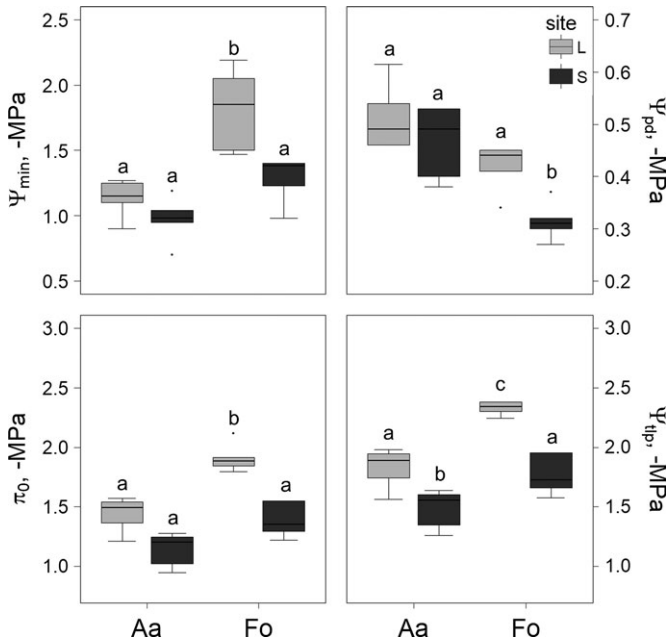 2.5
2.0
1.5
1.0
0.5
Ψmin, -MPa
a
a
b
a
site
L
S
a
a
a
b
0.7
0.6
0.5
0.4
0.3
0.2
Ψpd, -MPa
3.0
2.5
2.0
1.5
1.0
π0, -MPa
a
a
b
a
a
b
c
a
3.0
2.5
2.0
1.5
1.0
Ψtlp, -MPa
Aa Fo Aa Fo